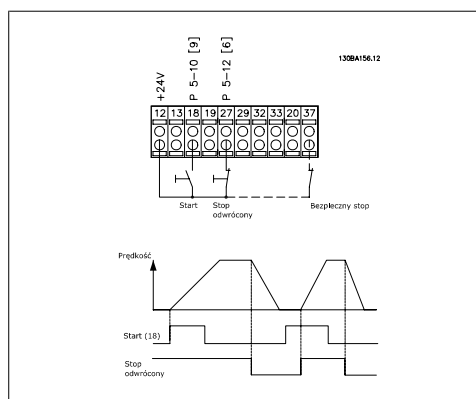 130BA156.12
+24V
P 5-10 [9]
P 5-12 [6]
12 13 18 19 27 29 32 33 20 37
Start
Stop
odwrócony
Bezpleczny stop
Prędkość
Start (18)
Stop
odwrócony